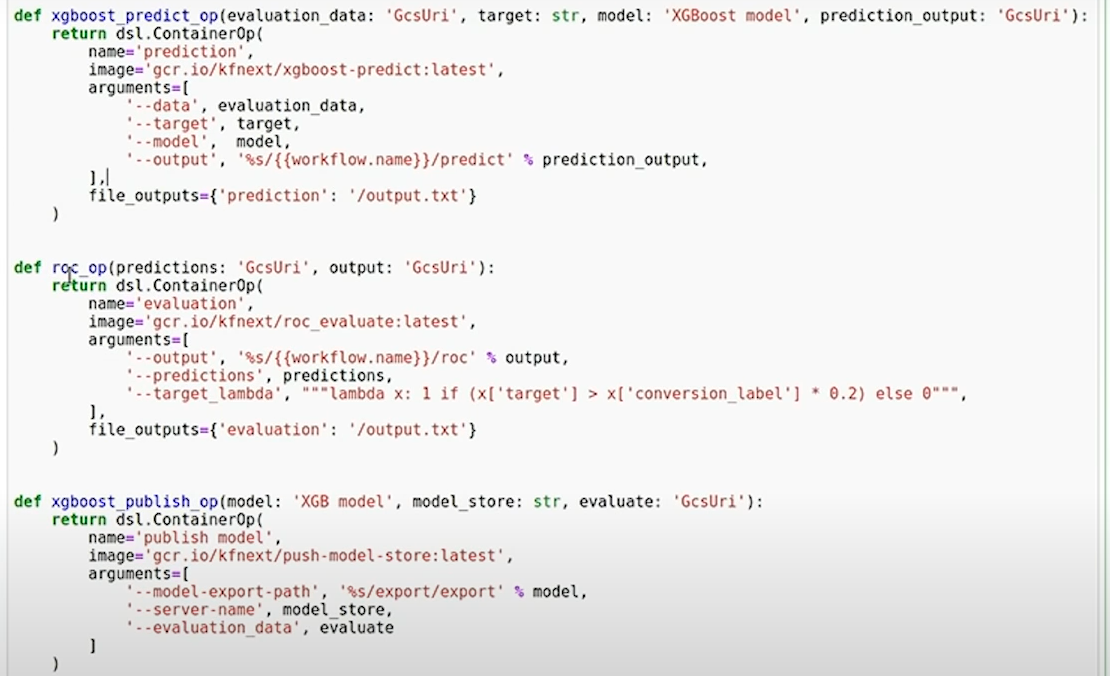 def xgboost_predict_op(evaluation_data: 'GcsUri', target: str, model: 'XGBoost model', prediction_output: 'GcsUri'):
    return dsl.ContainerOp(
        name='prediction',
        image='gcr.io/kfnext/xgboost-predict:latest',
        arguments=[
            '--data', evaluation_data,
            '--target', target,
            '--model',  model,
            '--output', '%s/{{workflow.name}}/predict' % prediction_output,
        ],
        file_outputs={'prediction': '/output.txt'}
    )
def roc_op(predictions: 'GcsUri', output: 'GcsUri'):
    return dsl.ContainerOp(
        name='evaluation',
        image='gcr.io/kfnext/roc_evaluate:latest',
        arguments=[
            '--output', '%s/{{workflow.name}}/roc' % output,
            '--predictions', predictions,
            '--target_lambda', """lambda x: 1 if (x['target'] > x['conversion_label'] * 0.2) else 0""",
        ],
        file_outputs={'evaluation': '/output.txt'}
    )
def xgboost_publish_op(model: 'XGB model', model_store: str, evaluate: 'GcsUri'):
    return dsl.ContainerOp(
        name='publish model',
        image='gcr.io/kfnext/push-model-store:latest',
        arguments=[
            '--model-export-path', '%s/export/export' % model,
            '--server-name', model_store,
            '--evaluation_data', evaluate
        ]
    )